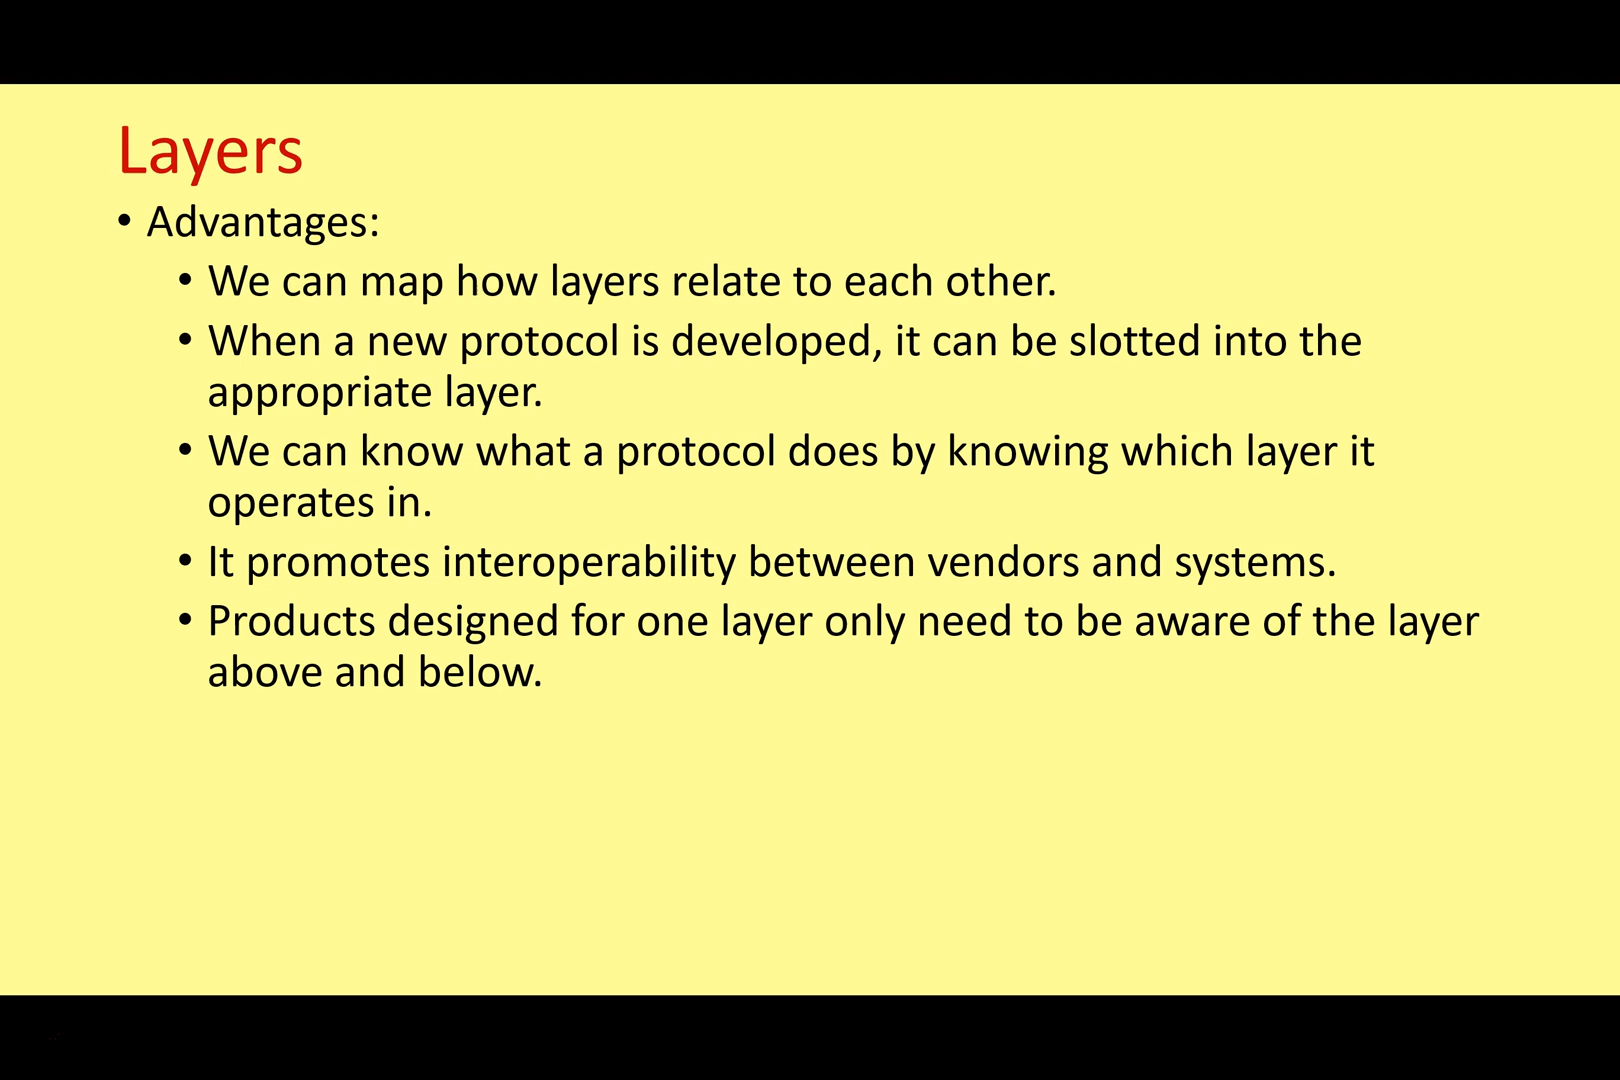 Layers
• Advantages:
• We can map how layers relate to each other.
• When a new protocol is developed, it can be slotted into the
appropriate layer.
• We can know what a protocol does by knowing which layer it
operates in.
• It promotes interoperability between vendors and systems.
• Products designed for one layer only need to be aware of the layer
above and below.